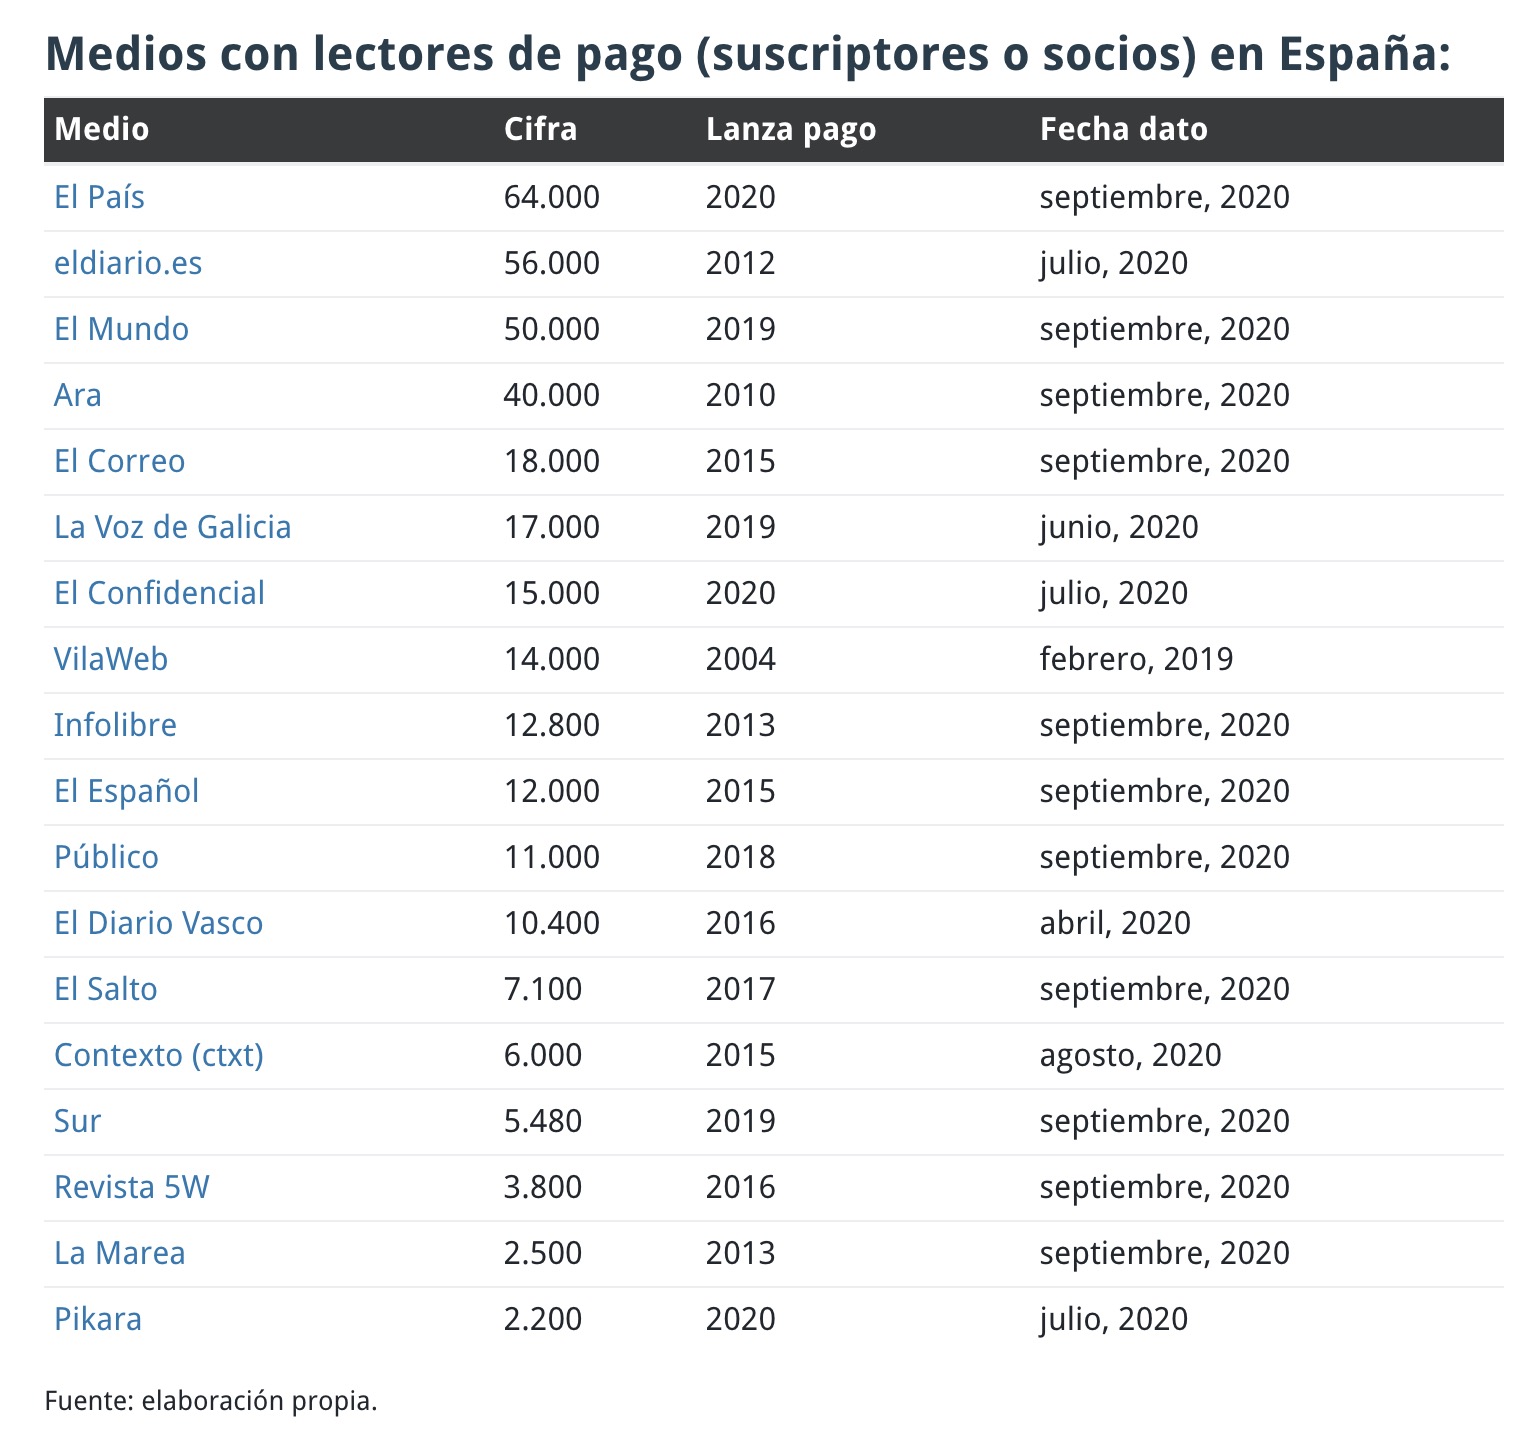 Medios con lectores de pago (suscriptores o socios) en España:
Medio Cifra Lanza pago Fecha dato
El País 64.000 2020 septiembre, 2020
eldiario.es 56.000 2012 julio, 2020
El Mundo 50.000 2019 septiembre, 2020
Ara 40.000 2010 septiembre, 2020
El Correo 18.000 2015 septiembre, 2020
La Voz de Galicia 17.000 2019 junio, 2020
El Confidencial 15.000 2020 julio, 2020
VilaWeb 14.000 2004 febrero, 2019
Infolibre 12.800 2013 septiembre, 2020
El Español 12.000 2015 septiembre, 2020
Público 11.000 2018 septiembre, 2020
El Diario Vasco 10.400 2016 abril, 2020
El Salto 7.100 2017 septiembre, 2020
Contexto (ctxt) 6.000 2015 agosto, 2020
Sur 5.480 2019 septiembre, 2020
Revista 5W 3.800 2016 septiembre, 2020
La Marea 2.500 2013 septiembre, 2020
Pikara 2.200 2020 julio, 2020
Fuente: elaboración propia.